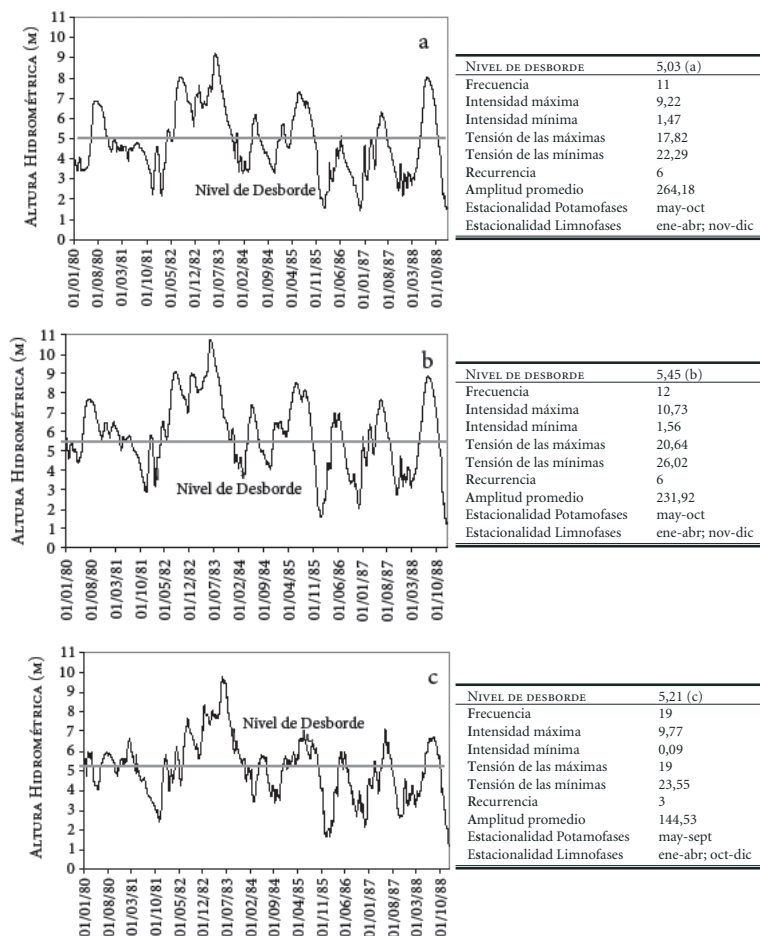 ALTURA HIDROMÉTRICA (M)
11
10
9
8
7
6
5
4
3
2
1
0
a
Nivel de Desborde
01/01/80
01/08/80
01/03/81
01/10/81
01/05/82
01/12/82
01/07/83
01/02/84
01/09/84
01/04/85
01/11/85
01/06/86
01/01/87
01/08/87
01/03/88
01/10/88
NIVEL DE DESBORDE 5,03 (a)
Frecuencia 11
Intensidad máxima 9,22
Intensidad mínima 1,47
Tensión de las máximas 17,82
Tensión de las mínimas 22,29
Recurrencia 6
Amplitud promedio 264,18
Estacionalidad Potamofases may-oct
Estacionalidad Limnofases ene-abr; nov-dic
ALTURA HIDROMÉTRICA (M)
11
10
9
8
7
6
5
4
3
2
1
0
b
Nivel de Desborde
01/01/80
01/08/80
01/03/81
01/10/81
01/05/82
01/12/82
01/07/83
01/02/84
01/09/84
01/04/85
01/11/85
01/06/86
01/01/87
01/08/87
01/03/88
01/10/88
NIVEL DE DESBORDE 5,45 (b)
Frecuencia 12
Intensidad máxima 10,73
Intensidad mínima 1,56
Tensión de las máximas 20,64
Tensión de las mínimas 26,02
Recurrencia 6
Amplitud promedio 231,92
Estacionalidad Potamofases may-oct
Estacionalidad Limnofases ene-abr; nov-dic
ALTURA HIDROMÉTRICA (M)
11
10
9
8
7
6
5
4
3
2
1
0
c
Nivel de Desborde
01/01/80
01/08/80
01/03/81
01/10/81
01/05/82
01/12/82
01/07/83
01/02/84
01/09/84
01/04/85
01/11/85
01/06/86
01/01/87
01/08/87
01/03/88
01/10/88
NIVEL DE DESBORDE 5,21 (c)
Frecuencia 19
Intensidad máxima 9,77
Intensidad mínima 0,09
Tensión de las máximas 19
Tensión de las mínimas 23,55
Recurrencia 3
Amplitud promedio 144,53
Estacionalidad Potamofases may-sept
Estacionalidad Limnofases ene-abr; oct-dic